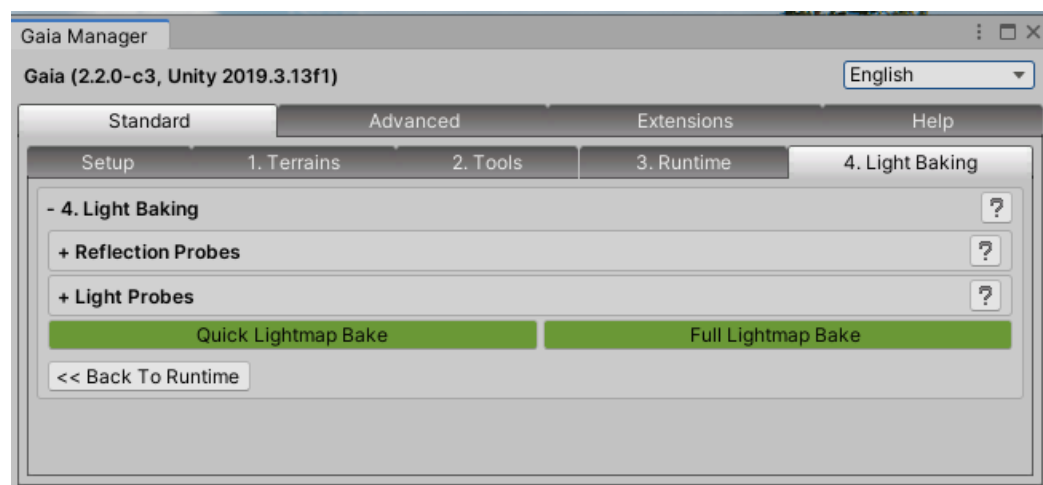 Gaia Manager
Gaia (2.2.0-c3, Unity 2019.3.13f1) English
Standard Advanced Extensions Help
Setup 1. Terrains 2. Tools 3. Runtime 4. Light Baking
- 4. Light Baking ?
+ Reflection Probes ?
+ Light Probes ?
Quick Lightmap Bake Full Lightmap Bake
<< Back To Runtime